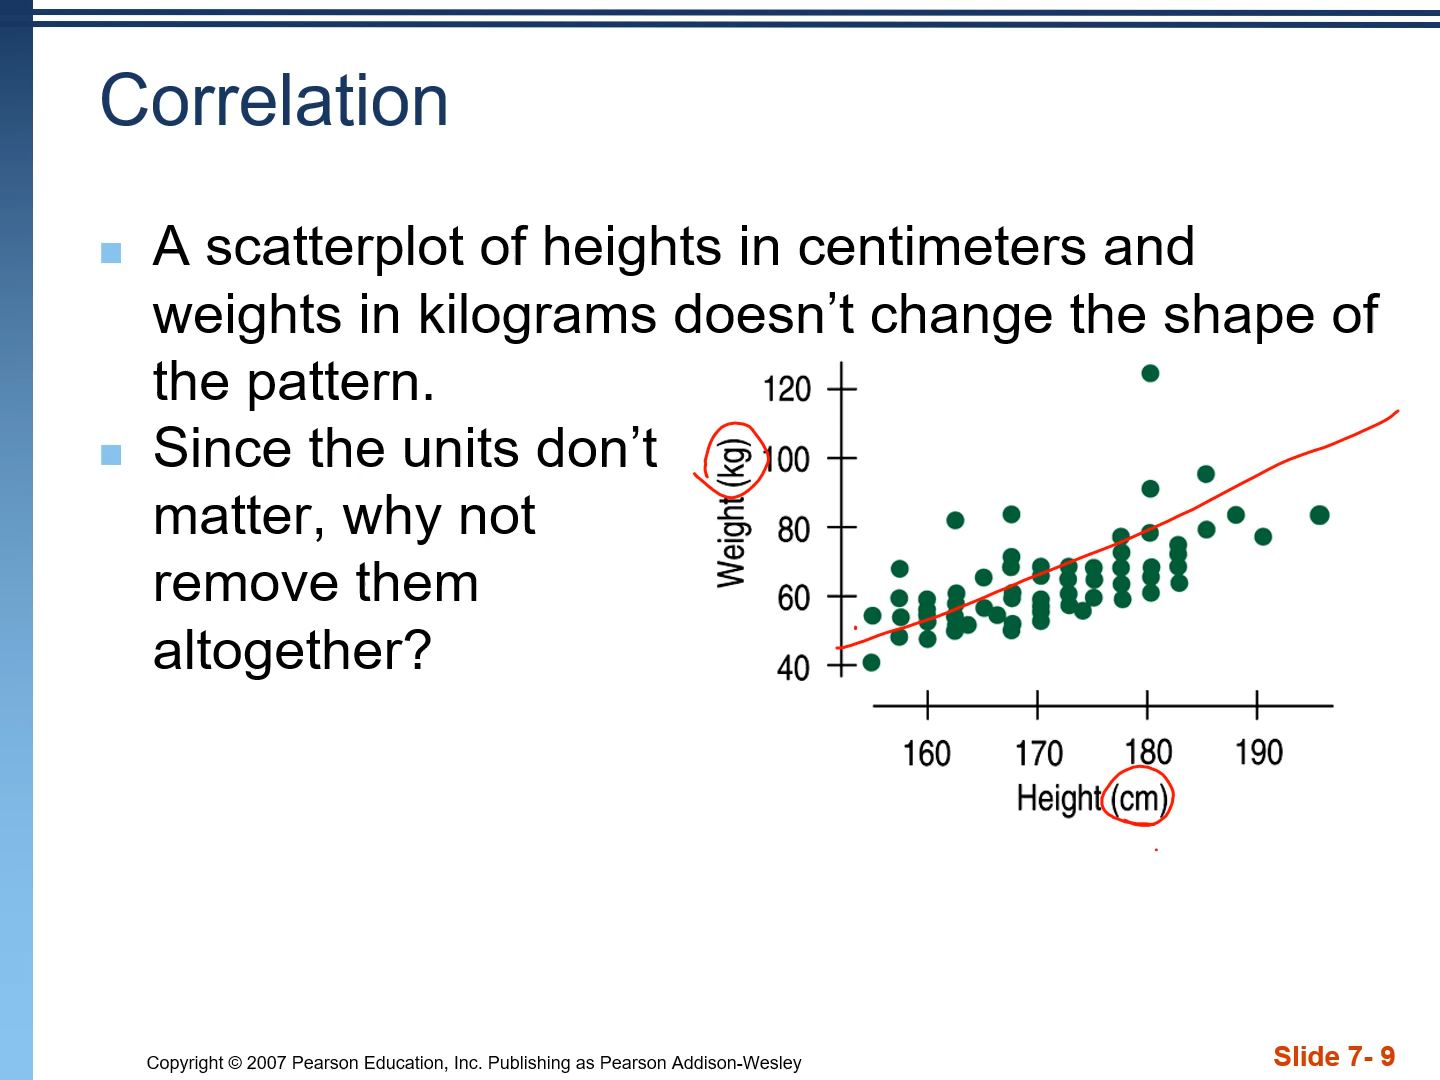 Correlation
A scatterplot of heights in centimeters and
weights in kilograms doesn’t change the shape of
the pattern.
Since the units don’t
matter, why not
remove them
altogether?
120
100
80
60
40
Weight (kg)
160 170 180 190
Height (cm)
Copyright © 2007 Pearson Education, Inc. Publishing as Pearson Addison-Wesley
Slide 7- 9